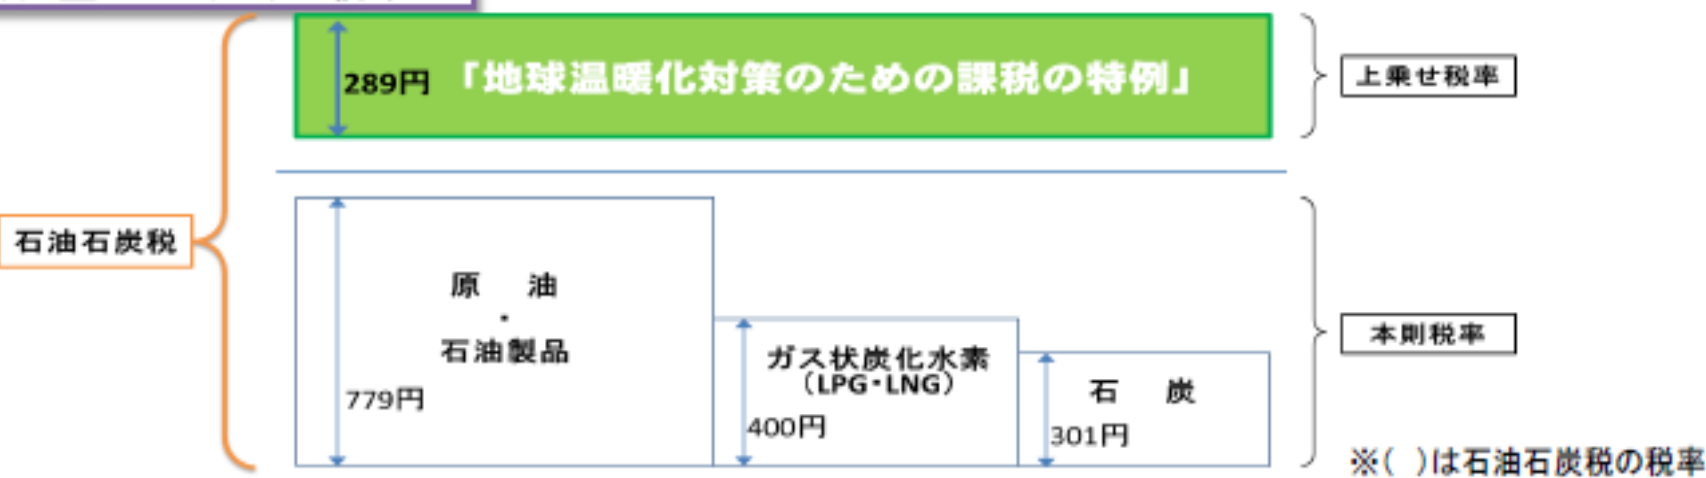 289円 「地球温暖化対策のための課税の特例」
上乗せ税率
石油石炭税
原 油
・
石油製品
779円
ガス状炭化水素
(LPG・LNG)
400円
石 炭
301円
本則税率
※( )は石油石炭税の税率